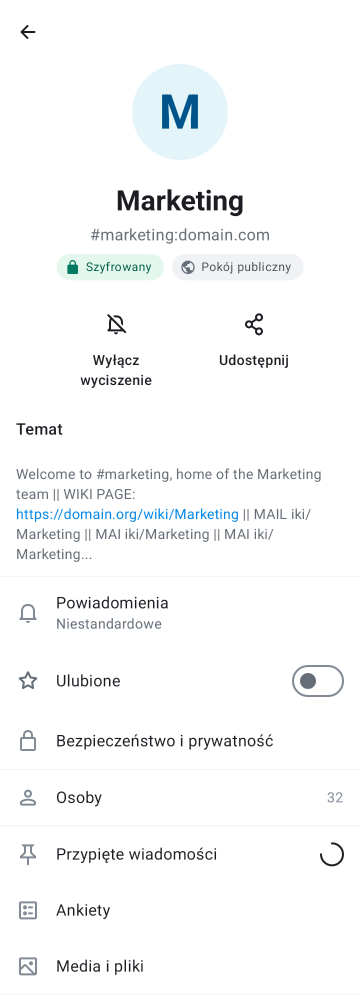 M
Marketing
#marketing:domain.com
Szyfrowany
Pokój publiczny
Wyłącz
wyciszenie
Udostępnij
Temat
Welcome to #marketing, home of the Marketing
team || WIKI PAGE:
https://domain.org/wiki/Marketing || MAIL iki/
Marketing || MAI iki/Marketing || MAI iki/
Marketing...
Powiadomienia
Niestandardowe
Ulubione
Bezpieczeństwo i prywatność
Osoby 32
Przypięte wiadomości
Ankiety
Media i pliki